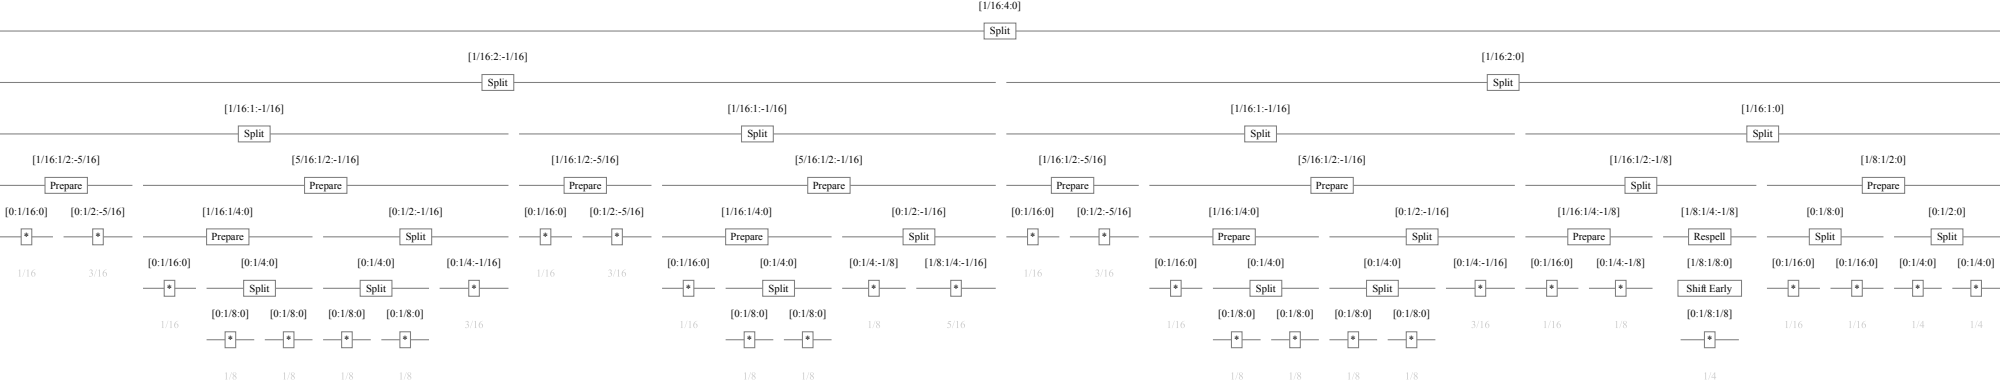 [1/16:4:0]
Split
[1/16:2:-1/16] [1/16:2:0]
Split Split
[1/16:1:-1/16] [1/16:1:-1/16] [1/16:1:-1/16] [1/16:1:0]
Split Split Split Split
[1/16:1/2:-5/16] [5/16:1/2:-1/16] [1/16:1/2:-5/16] [5/16:1/2:-1/16] [1/16:1/2:-5/16] [5/16:1/2:-1/16] [1/16:1/2:-1/8] [1/8:1/2:0]
Prepare Prepare Prepare Prepare Prepare Prepare Split Prepare
[0:1/16:0] [0:1/2:-5/16] [1/16:1/4:0] [0:1/2:-1/16] [0:1/16:0] [0:1/2:-5/16] [1/16:1/4:0] [0:1/2:-1/16] [0:1/16:0] [0:1/2:-5/16] [1/16:1/4:0] [0:1/2:-1/16] [1/16:1/4:-1/8] [1/8:1/4:-1/8] [0:1/8:0] [0:1/2:0]
* * Prepare Split * * Prepare Split * * Prepare Split Prepare Respell Split Split
[0:1/16:0] [0:1/4:0] [0:1/4:0] [0:1/4:-1/16] [0:1/16:0] [0:1/4:0] [0:1/4:-1/8] [1/8:1/4:-1/16] [0:1/16:0] [0:1/4:0] [0:1/4:0] [0:1/4:-1/16] [0:1/16:0] [0:1/4:-1/8] [1/8:1/8:0] [0:1/16:0] [0:1/16:0] [0:1/4:0] [0:1/4:0]
1/16 3/16 1/16 3/16 1/16 3/16
* Split Split * * Split * * * Split Split * * * Shift Early * * * *
[0:1/8:0] [0:1/8:0] [0:1/8:0] [0:1/8:0] [0:1/8:0] [0:1/8:0] [0:1/8:0] [0:1/8:0] [0:1/8:0] [0:1/8:0] [0:1/8:1/8]
1/16 3/16 1/16 1/8 5/16 1/16 3/16 1/16 1/8 1/16 1/16 1/4 1/4
* * * * * * * * * * *
1/8 1/8 1/8 1/8 1/8 1/8 1/8 1/8 1/8 1/8 1/4